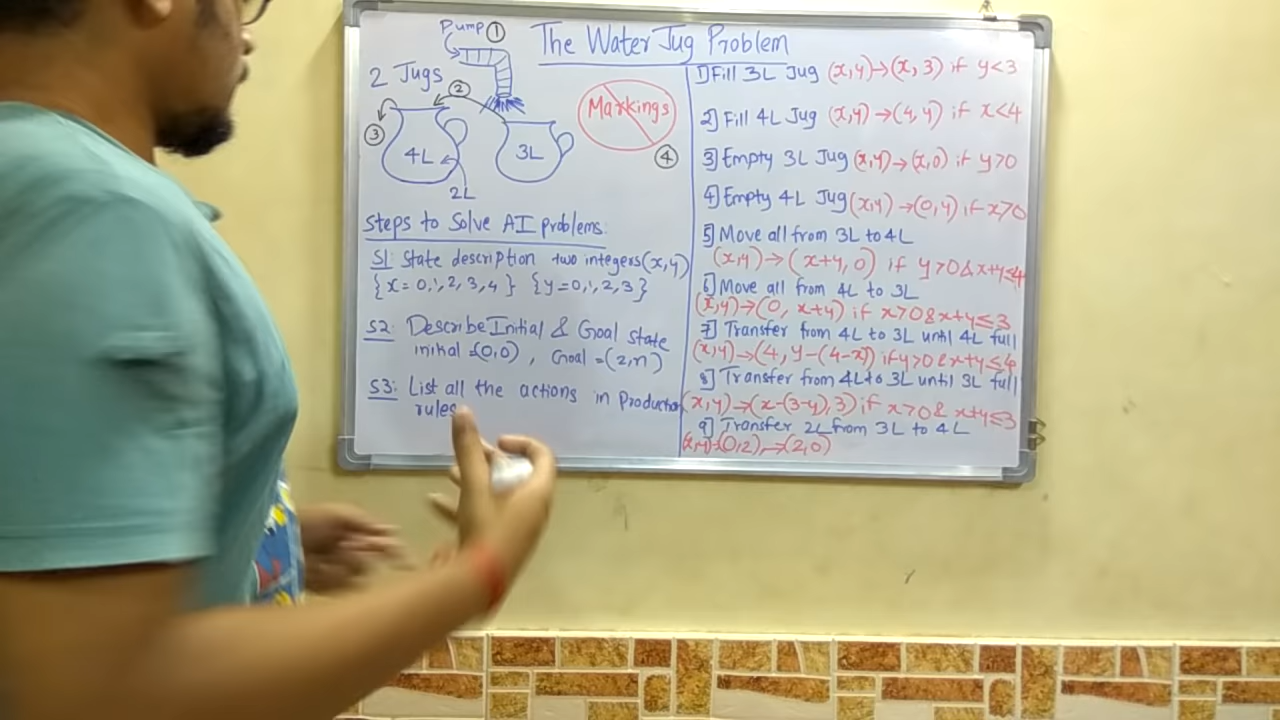 The Water Jug Problem
Pump ①
2 Jugs
②
③
4L
3L
2L
Markings
④
Steps to Solve AI problems:
S1: State description two integers (x,y)
{x=0,1,2,3,4} {y=0,1,2,3}
S2: Describe Initial & Goal state
initial=(0,0), Goal=(2,n)
S3: List all the actions in Production
rules
1] Fill 3L Jug (x,y)→(x,3) if y<3
2] Fill 4L Jug (x,y)→(4,y) if x<4
3] Empty 3L Jug (x,y)→(x,0) if y>0
4] Empty 4L Jug (x,y)→(0,y) if x>0
5] Move all from 3L to 4L
(x,y)→(x+y,0) if y>0&x+y≤4
6] Move all from 4L to 3L
(x,y)→(0, x+y) if x>0&x+y≤3
7] Transfer from 4L to 3L until 4L full
(x,y)→(4, y-(4-x)) if y>0&x+y≤4
8] Transfer from 4L to 3L until 3L full
(x,y)→(x-(3-y),3) if x>0 & x+y≤3
9] Transfer 2L from 3L to 4L
(0,2)→(2,0)